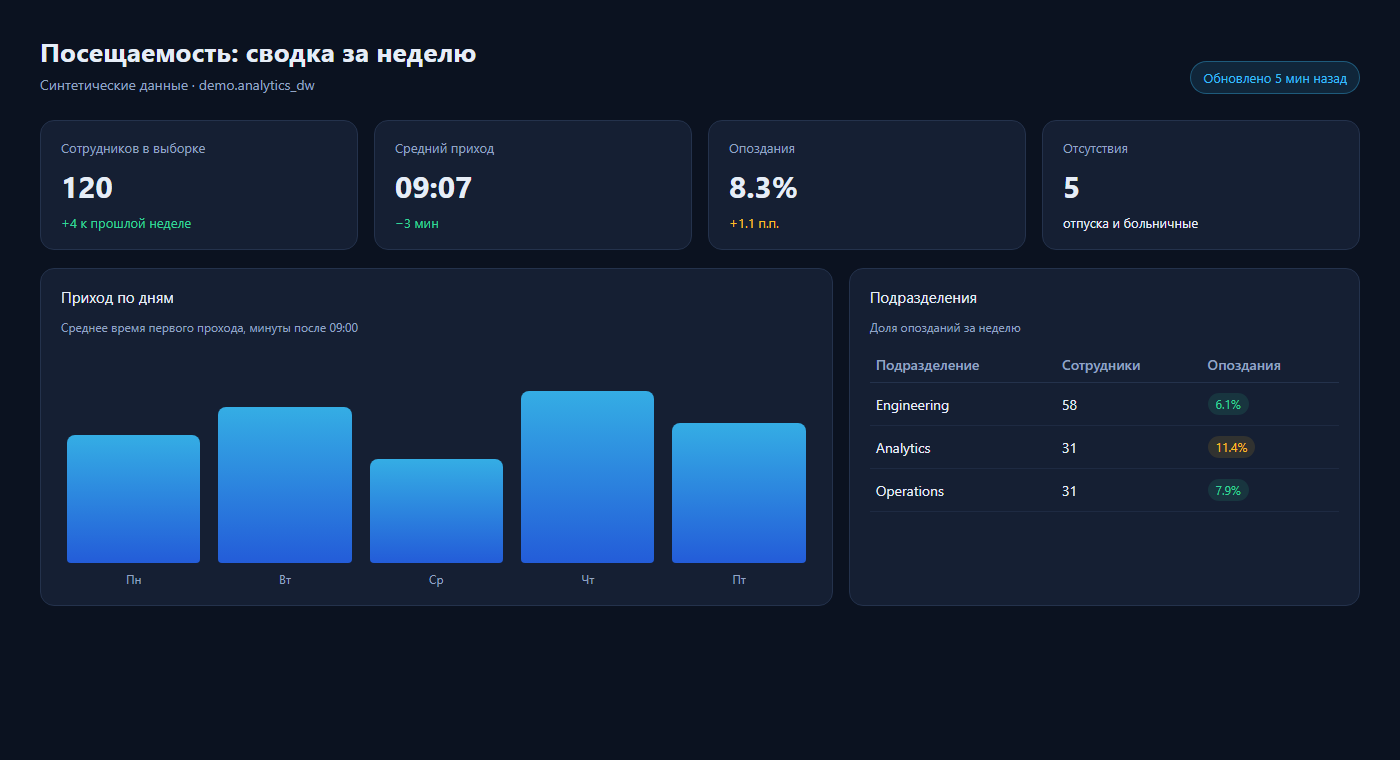 Посещаемость: сводка за неделю
Синтетические данные · demo.analytics_dw
Обновлено 5 мин назад
Сотрудников в выборке
120
+4 к прошлой неделе
Средний приход
09:07
−3 мин
Опоздания
8.3%
+1.1 п.п.
Отсутствия
5
отпуска и больничные
Приход по дням
Среднее время первого прохода, минуты после 09:00
Пн Вт Ср Чт Пт
Подразделения
Доля опозданий за неделю
Подразделение Сотрудники Опоздания
Engineering 58 6.1%
Analytics 31 11.4%
Operations 31 7.9%